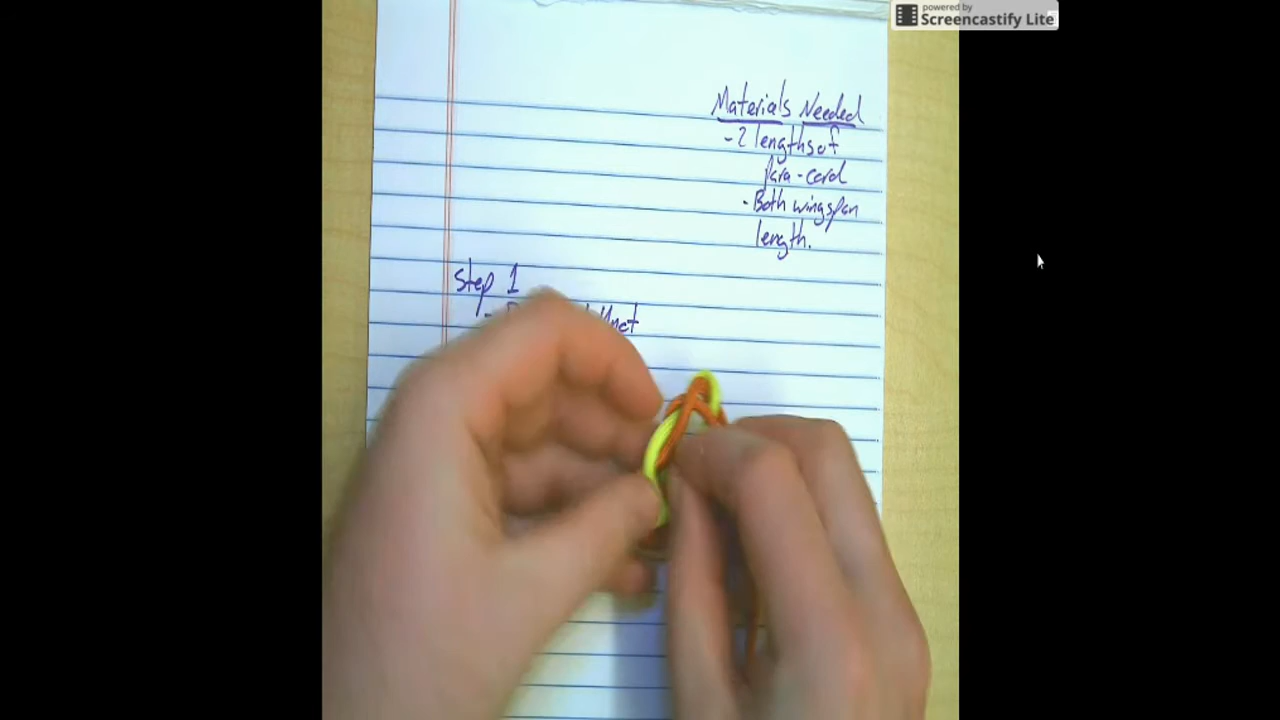 powered by
Screencastify Lite
Materials Needed
- 2 lengths of
para-cord
- Both wingspan
length.
Step 1
-